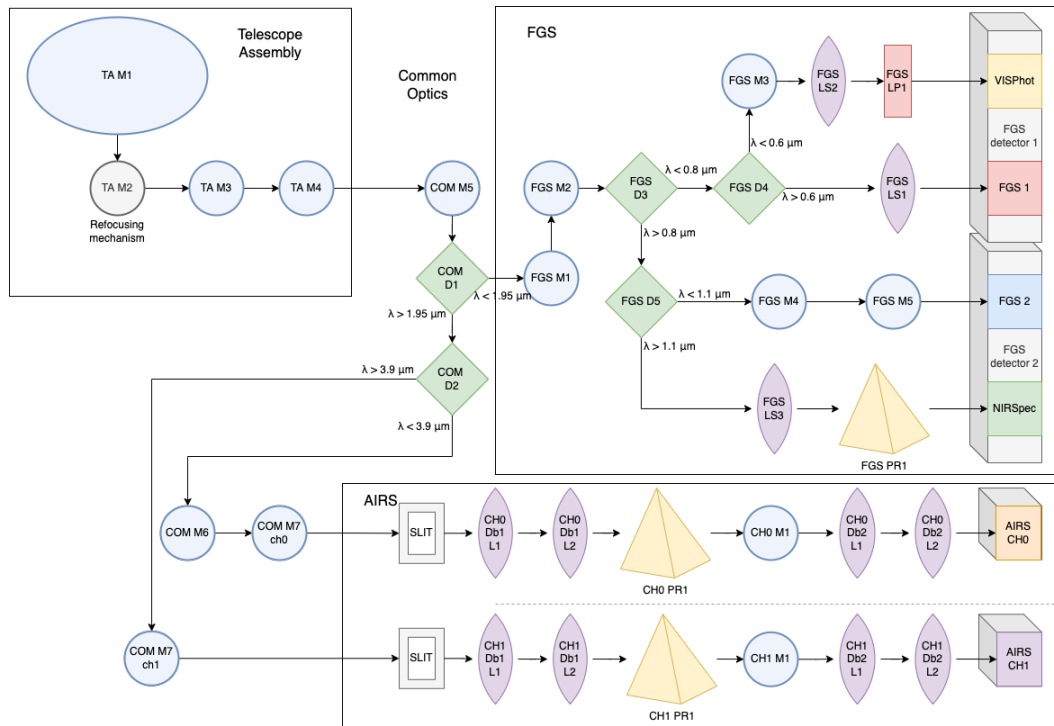 Telescope
Assembly
TA M1
TA M2
Refocusing
mechanism
TA M3
TA M4
Common
Optics
COM M5
COM
D1
λ < 1.95 μm
λ > 1.95 μm
COM
D2
λ > 3.9 μm
λ < 3.9 μm
COM M6
COM M7
ch0
COM M7
ch1
FGS
FGS M1
FGS M2
FGS
D3
λ < 0.8 μm
λ > 0.8 μm
FGS D4
λ < 0.6 μm
λ > 0.6 μm
FGS M3
FGS
LS2
FGS
LP1
VISPhot
FGS
detector 1
FGS
LS1
FGS 1
FGS D5
λ < 1.1 μm
λ > 1.1 μm
FGS M4
FGS M5
FGS 2
FGS
detector 2
FGS
LS3
FGS PR1
NIRSpec
AIRS
SLIT
CH0
Db1
L1
CH0
Db1
L2
CH0 PR1
CH0 M1
CH0
Db2
L1
CH0
Db2
L2
AIRS
CH0
SLIT
CH1
Db1
L1
CH1
Db1
L2
CH1 PR1
CH1 M1
CH1
Db2
L1
CH1
Db2
L2
AIRS
CH1